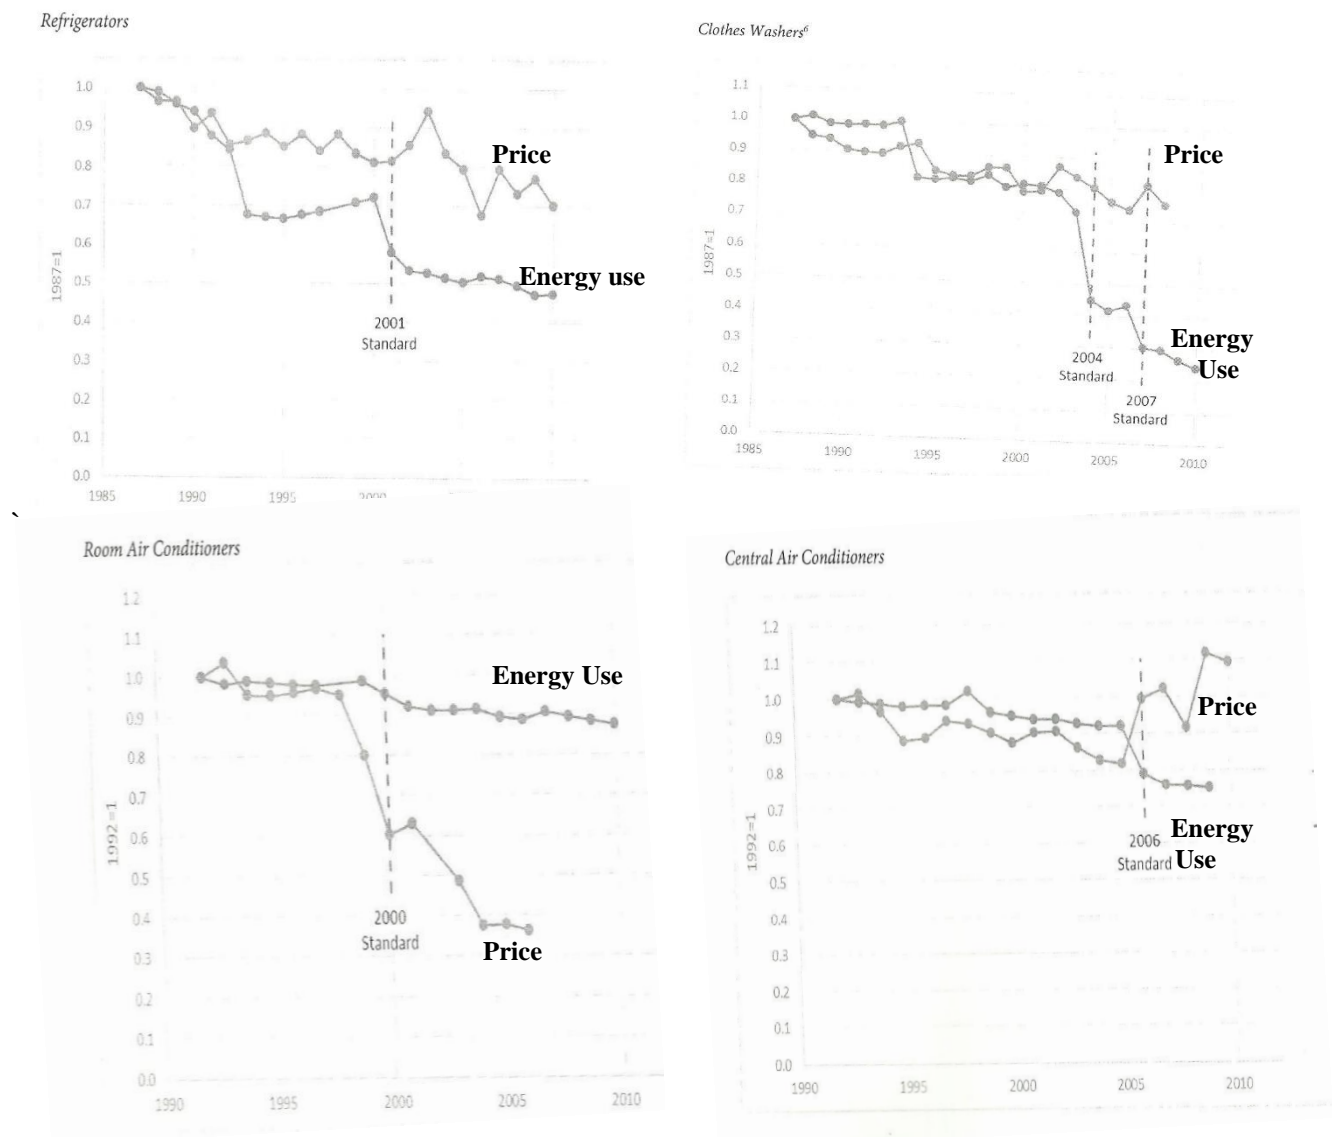 Refrigerators
1.0
0.9
0.8
0.7
0.6
0.5
0.4
0.3
0.2
0.1
0.0
1987=1
Price
Energy use
2001
Standard
1985 1990 1995 2000
Clothes Washers⁶
1.1
1.0
0.9
0.8
0.7
0.6
0.5
0.4
0.3
0.2
0.1
0.0
1987=1
Price
Energy
Use
2004
Standard
2007
Standard
1985 1990 1995 2000 2005 2010
`
Room Air Conditioners
1.2
1.1
1.0
0.9
0.8
0.7
0.6
0.5
0.4
0.3
0.2
0.1
0.0
1992=1
Energy Use
2000
Standard
Price
1990 1995 2000 2005 2010
Central Air Conditioners
1.2
1.1
1.0
0.9
0.8
0.7
0.6
0.5
0.4
0.3
0.2
0.1
0.0
1992=1
Price
2006
Standard
Energy
Use
1990 1995 2000 2005 2010